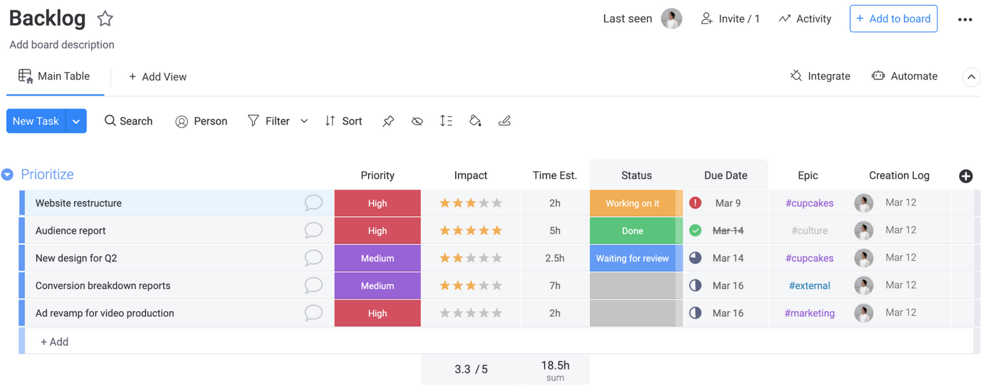 Backlog
Last seen Invite / 1 Activity + Add to board
Add board description
Main Table + Add View Integrate Automate
New Task Search Person Filter Sort
Prioritize Priority Impact Time Est. Status Due Date Epic Creation Log
Website restructure High 2h Working on it Mar 9 #cupcakes Mar 12
Audience report High 5h Done Mar 14 #culture Mar 12
New design for Q2 Medium 2.5h Waiting for review Mar 14 #cupcakes Mar 12
Conversion breakdown reports Medium 7h Mar 16 #external Mar 12
Ad revamp for video production High 2h Mar 16 #marketing Mar 12
+ Add
3.3 / 5 18.5h
sum